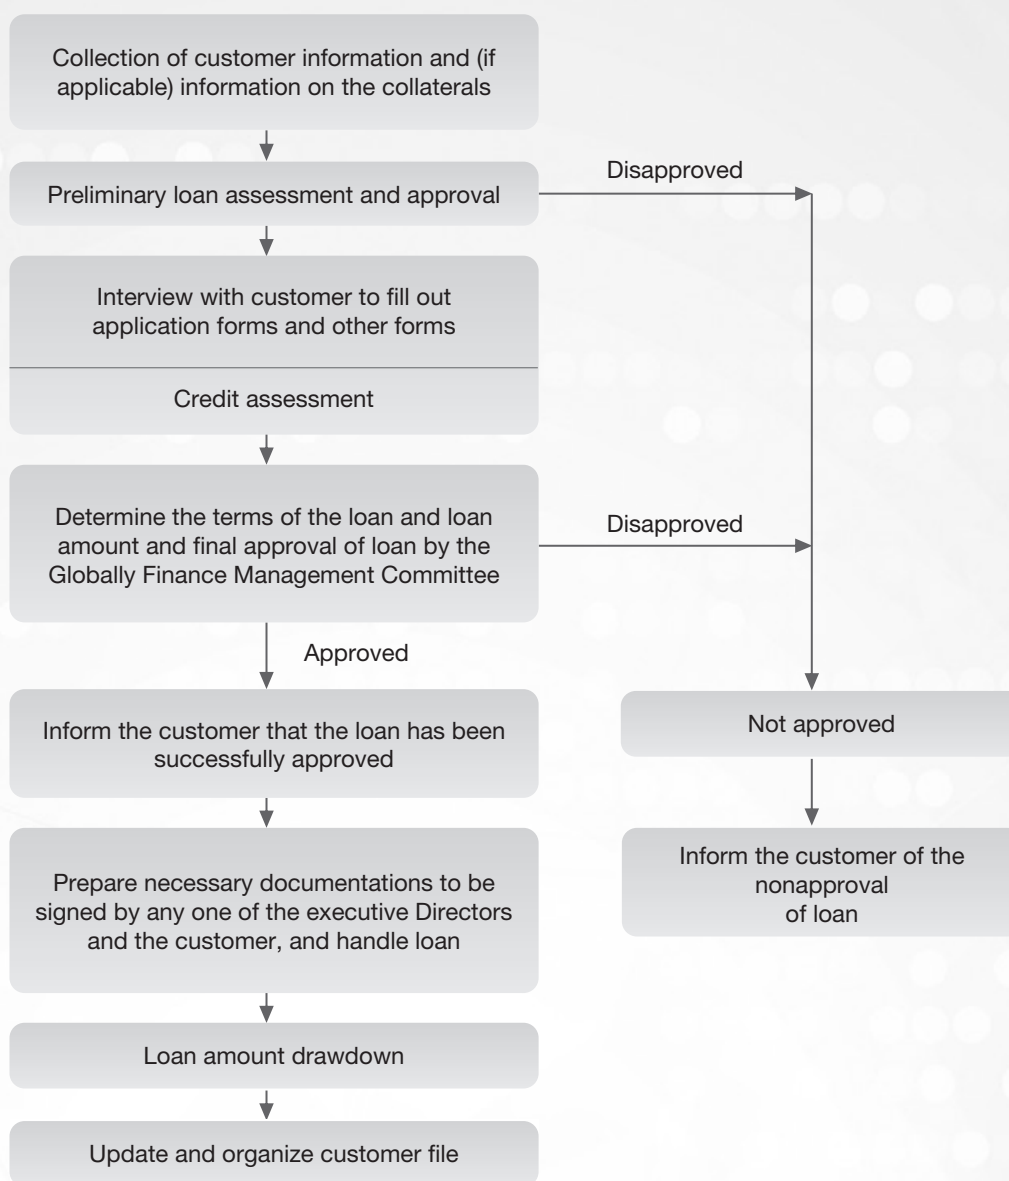 Collection of customer information and (if
applicable) information on the collaterals
Preliminary loan assessment and approval
Disapproved
Interview with customer to fill out
application forms and other forms
Credit assessment
Determine the terms of the loan and loan
amount and final approval of loan by the
Globally Finance Management Committee
Disapproved
Approved
Inform the customer that the loan has been
successfully approved
Not approved
Prepare necessary documentations to be
signed by any one of the executive Directors
and the customer, and handle loan
Inform the customer of the
nonapproval
of loan
Loan amount drawdown
Update and organize customer file